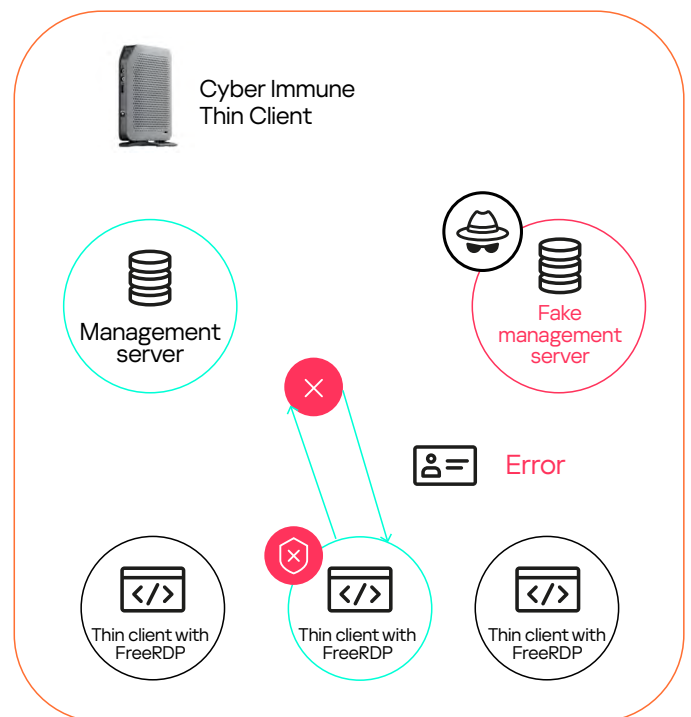 Cyber Immune
Thin Client
Management
server
Fake
management
server
Error
</>
Thin client with
FreeRDP
</>
Thin client with
FreeRDP
</>
Thin client with
FreeRDP